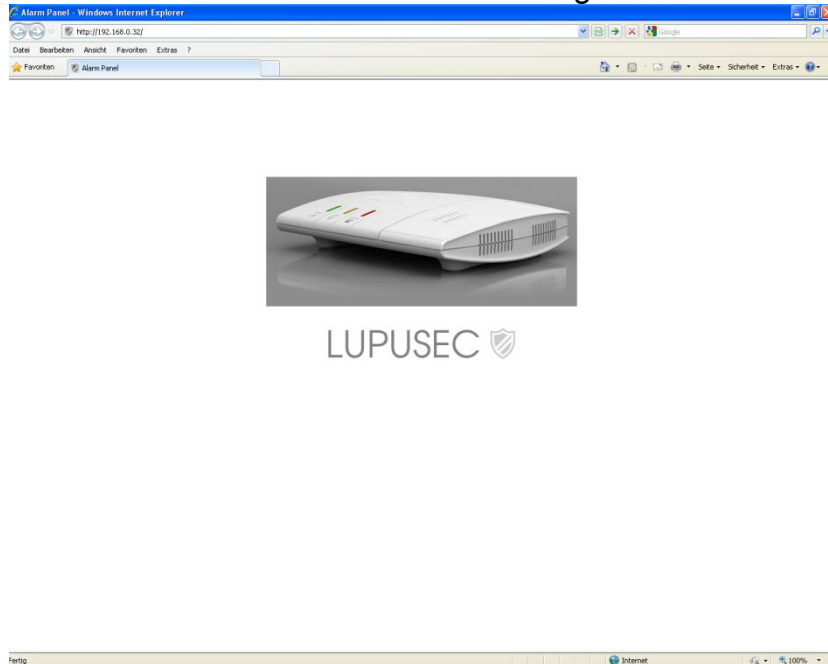 Alarm Panel - Windows Internet Explorer
http://192.168.0.32/
Google
Datei Bearbeiten Ansicht Favoriten Extras ?
Favoriten Alarm Panel
Seite Sicherheit Extras
LUPUSEC
Fertig Internet 100%